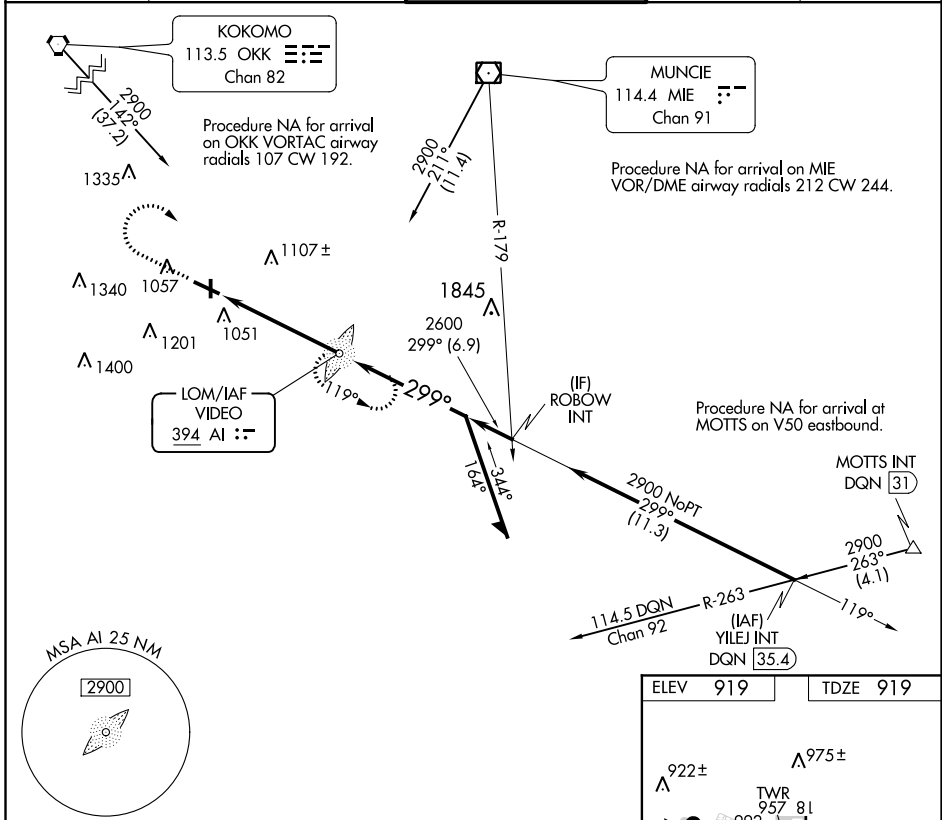 KOKOMO
113.5 OKK
Chan 82
2900
142°
(37.2)
Procedure NA for arrival
on OKK VORTAC airway
radials 107 CW 192.
MUNCIE
114.4 MIE
Chan 91
2900
211°
(11.4)
Procedure NA for arrival on MIE
VOR/DME airway radials 212 CW 244.
R-179
1335
1107±
1340
1057
1051
1201
1400
1845
2600
299° (6.9)
(IF)
ROBOW
INT
119°
299°
LOM/IAF
VIDEO
394 AI
164°
344°
Procedure NA for arrival at
MOTTS on V50 eastbound.
MOTTS INT
DQN 31
2900 NoPT
299°
(11.3)
2900
263°
(4.1)
R-263
114.5 DQN
Chan 92
119°
(IAF)
YILEJ INT
DQN 35.4
MSA AI 25 NM
2900
ELEV 919
TDZE 919
922±
975±
TWR
957